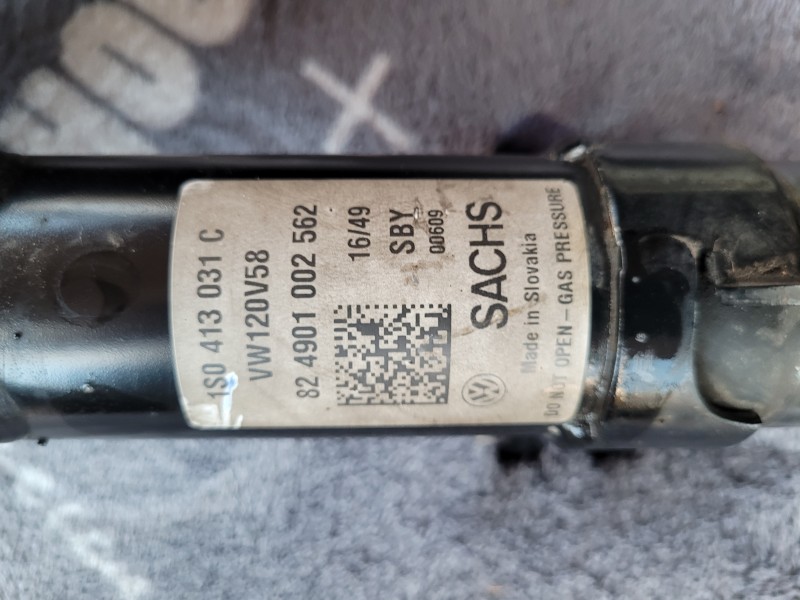 1S0 413 031 C
VW120V58
82 4901 002 562
16/49
SBY
00609
SACHS
Made in Slovakia
DO NOT OPEN-GAS PRESSURE